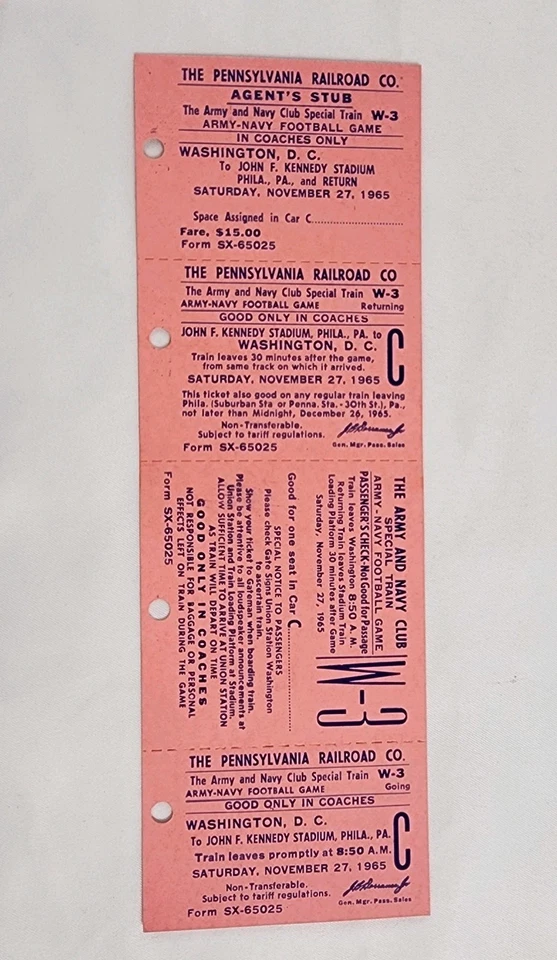 THE PENNSYLVANIA RAILROAD CO.
AGENT'S STUB
The Army and Navy Club Special Train W-3
ARMY-NAVY FOOTBALL GAME
IN COACHES ONLY
WASHINGTON, D. C.
To JOHN F. KENNEDY STADIUM
PHILA., PA., and RETURN
SATURDAY, NOVEMBER 27, 1965
Space Assigned in Car C..............................
Fare, $15.00
Form SX-65025
THE PENNSYLVANIA RAILROAD CO
The Army and Navy Club Special Train W-3
ARMY-NAVY FOOTBALL GAME Returning
GOOD ONLY IN COACHES
JOHN F. KENNEDY STADIUM, PHILA., PA. to
WASHINGTON, D. C.
C
Train leaves 30 minutes after the game,
from same track on which it arrived.
SATURDAY, NOVEMBER 27, 1965
This ticket also good on any regular train leaving
Phila. (Suburban Sta or Penna. Sta.-30th St.), Pa.,
not later than Midnight, December 26, 1965.
Non-Transferable.
Subject to tariff regulations.
Gen. Mgr. Pass. Sales
Form SX-65025
THE ARMY AND NAVY CLUB
SPECIAL TRAIN
ARMY-NAVY FOOTBALL GAME
PASSENGER'S CHECK-Not Good for Passage
Train leaves Washington 8:50 A. M.
Returning Train leaves Stadium Train
Loading Platform 30 minutes after Game
Saturday, November 27, 1965
W-3
Good for one seat in Car C..............................
SPECIAL NOTICE TO PASSENGERS
Please check Gate Signs Union Station Washington
to ascertain train.
Show your ticket to Gateman when boarding train.
Please be attentive to all loudspeaker announcements at
Union Station and Train Loading Platform at Stadium.
ALLOW SUFFICIENT TIME TO ARRIVE AT UNION STATION
AS TRAIN WILL DEPART ON TIME
GOOD ONLY IN COACHES
NOT RESPONSIBLE FOR BAGGAGE OR PERSONAL
EFFECTS LEFT ON TRAIN DURING THE GAME
Form SX-65025
THE PENNSYLVANIA RAILROAD CO.
The Army and Navy Club Special Train W-3
ARMY-NAVY FOOTBALL GAME Going
GOOD ONLY IN COACHES
WASHINGTON, D. C.
To JOHN F. KENNEDY STADIUM, PHILA., PA.
C
Train leaves promptly at 8:50 A.M.
SATURDAY, NOVEMBER 27, 1965
Non-Transferable.
Subject to tariff regulations.
Gen. Mgr. Pass. Sales
Form SX-65025